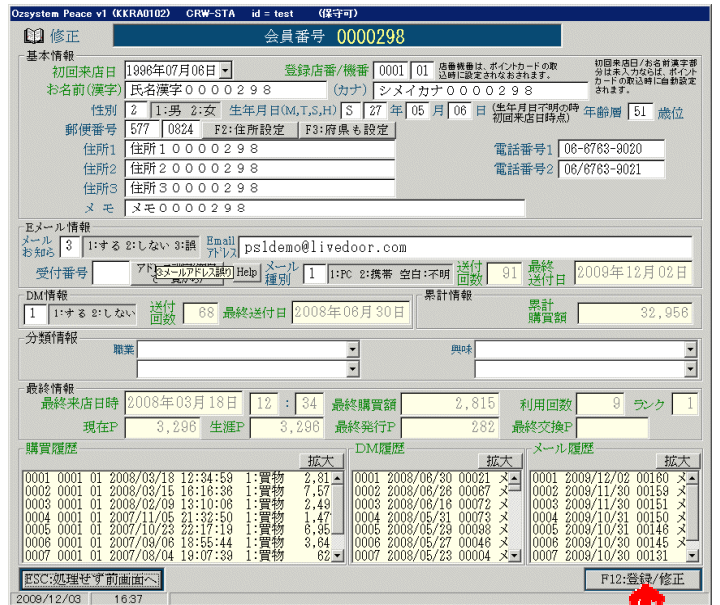 Ozsystem Peace v1 (KKRA0102) CRW-STA id = test (保守可)
修正 会員番号 0000298
基本情報
初回来店日 1996年07月06日 登録店番/機番 0001 01 店番機番は、ポイントカードの取込時に設定されなおされます。 初回来店日/お名前漢字部分は未入力ならば、ポイントカードの取込時に自動設定されます。
お名前(漢字) 氏名漢字0000298 (カナ) シメイカナ0000298
性別 2 1:男 2:女 生年月日(M,T,S,H) S 27 年 05 月 06 日 (生年月日不明の時初回来店日時点) 年齢層 51 歳位
郵便番号 577 0824 F2:住所設定 F3:府県も設定
住所1 住所10000298 電話番号1 06-6763-9020
住所2 住所20000298 電話番号2 06/6763-9021
住所3 住所30000298
メモ メモ0000298
Eメール情報
メールお知ら 3 1:する 2:しない 3:誤 Emailアドレス psldemo@livedoor.com
受付番号 3メールアドレス誤り Help メール種別 1 1:PC 2:携帯 空白:不明 送付回数 91 最終送付日 2009年12月02日
DM情報
1 1:する 2:しない 送付回数 68 最終送付日 2008年06月30日
累計情報
累計購買額 32,956
分類情報
職業 興味
最終情報
最終来店日時 2008年03月18日 12 : 34 最終購買額 2,815 利用回数 9 ランク 1
現在P 3,296 生涯P 3,296 最終発行P 282 最終交換P
購買履歴 拡大
0001 0001 01 2008/03/18 12:34:59 1:買物 2,81
0002 0001 01 2008/03/15 16:16:36 1:買物 7,57
0003 0001 01 2008/02/09 13:10:06 1:買物 2,49
0004 0001 01 2007/11/05 21:32:50 1:買物 1,47
0005 0001 01 2007/10/23 22:17:19 1:買物 6,95
0006 0001 01 2007/09/06 18:55:44 1:買物 3,64
0007 0001 01 2007/08/04 19:07:39 1:買物 62
DM履歴 拡大
0001 2008/06/30 00021 メ
0002 2008/06/26 00067 メ
0003 2008/06/16 00072 メ
0004 2008/05/31 00073 メ
0005 2008/05/29 00098 メ
0006 2008/05/27 00046 メ
0007 2008/05/23 00004 メ
メール履歴 拡大
0001 2009/12/02 00160 メ
0002 2009/11/30 00159 メ
0003 2009/11/30 00151 メ
0004 2009/10/31 00150 メ
0005 2009/10/31 00146 メ
0006 2009/10/30 00145 メ
0007 2009/10/30 00131
ESC:処理せず前画面へ F12:登録/修正
2009/12/03 16:37